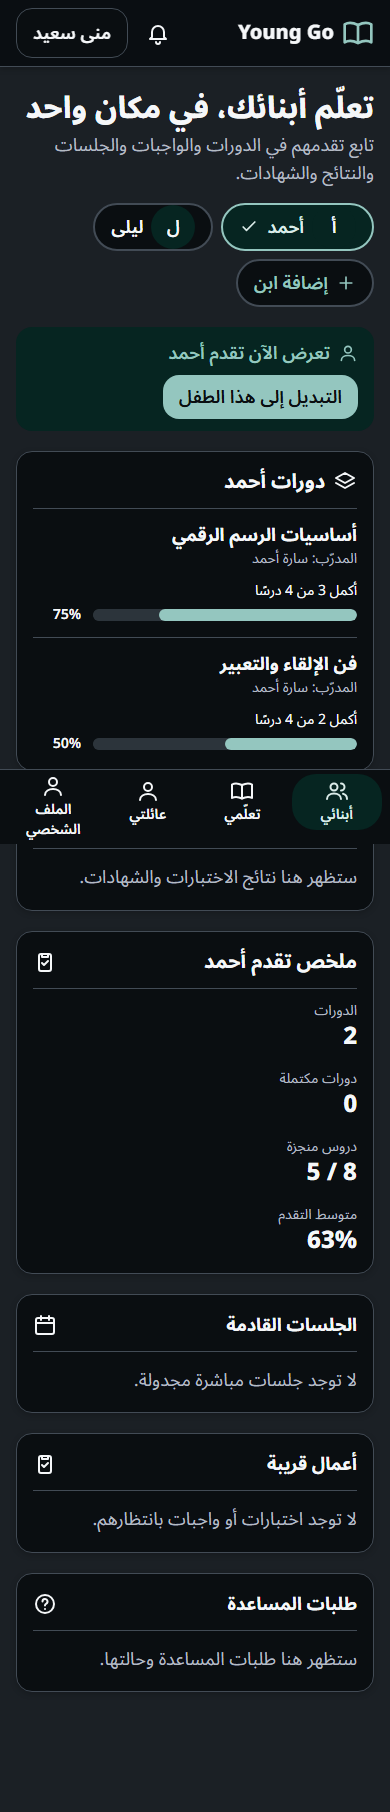 Young Go
منى سعيد
تعلّم أبنائك، في مكان واحد
تابع تقدمهم في الدورات والواجبات والجلسات
والنتائج والشهادات.
أ أحمد
ل ليلى
إضافة ابن
تعرض الآن تقدم أحمد
التبديل إلى هذا الطفل
دورات أحمد
أساسيات الرسم الرقمي
المدرّب: سارة أحمد
أكمل 3 من 4 درسًا
75%
فن الإلقاء والتعبير
المدرّب: سارة أحمد
أكمل 2 من 4 درسًا
50%
أبنائي
تعلّمي
عائلتي
الملف
الشخصي
ستظهر هنا نتائج الاختبارات والشهادات.
ملخص تقدم أحمد
الدورات
2
دورات مكتملة
0
دروس منجزة
5 / 8
متوسط التقدم
63%
الجلسات القادمة
لا توجد جلسات مباشرة مجدولة.
أعمال قريبة
لا توجد اختبارات أو واجبات بانتظارهم.
طلبات المساعدة
ستظهر هنا طلبات المساعدة وحالتها.